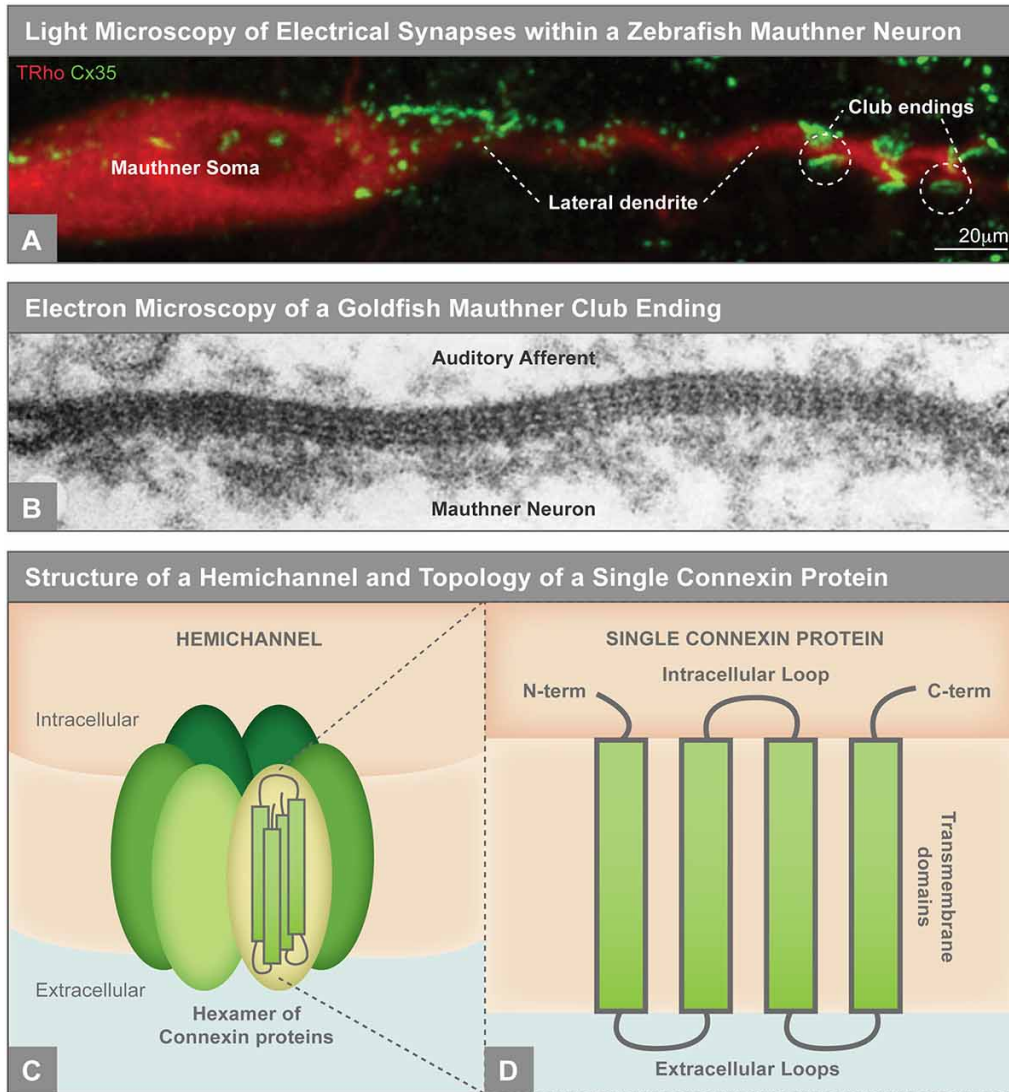 Light Microscopy of Electrical Synapses within a Zebrafish Mauthner Neuron
TRho Cx35
Club endings
Mauthner Soma
Lateral dendrite
20μm
A
Electron Microscopy of a Goldfish Mauthner Club Ending
Auditory Afferent
Mauthner Neuron
B
Structure of a Hemichannel and Topology of a Single Connexin Protein
HEMICHANNEL
Intracellular
Extracellular
Hexamer of
Connexin proteins
C
SINGLE CONNEXIN PROTEIN
Intracellular Loop
N-term
C-term
Transmembrane
domains
Extracellular Loops
D